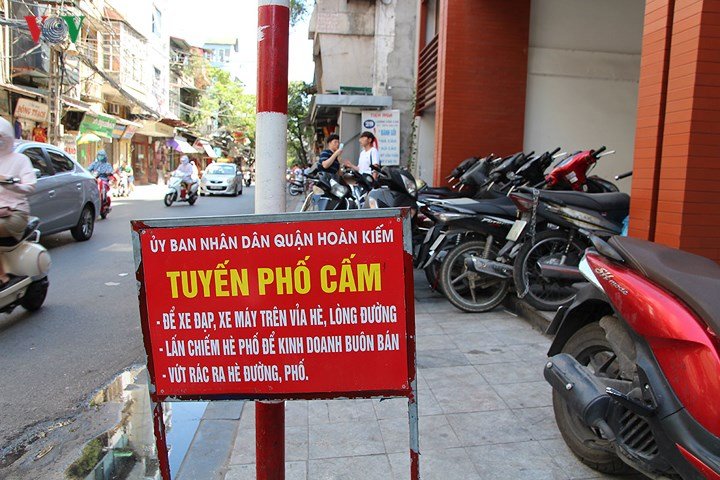 VOV
ỦY BAN NHÂN DÂN QUẬN HOÀN KIẾM
TUYẾN PHỐ CẤM
- ĐỂ XE ĐẠP, XE MÁY TRÊN VỈA HÈ, LÒNG ĐƯỜNG
- LẤN CHIẾM HÈ PHỐ ĐỂ KINH DOANH BUÔN BÁN
- VỨT RÁC RA HÈ ĐƯỜNG, PHỐ.